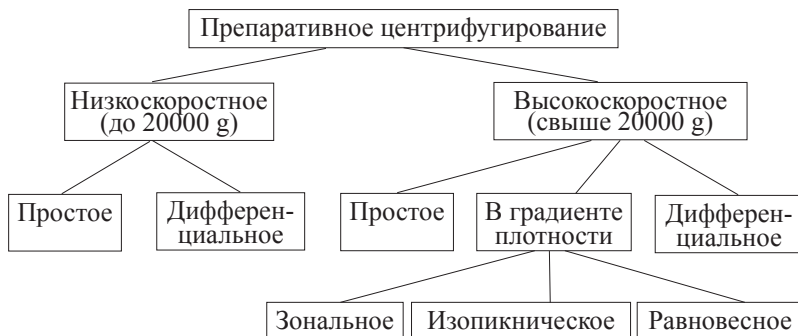 Препаративное центрифугирование
Низкоскоростное
(до 20000 g)
Высокоскоростное
(свыше 20000 g)
Простое
Дифферен-
циальное
Простое
В градиенте
плотности
Дифферен-
циальное
Зональное
Изопикническое
Равновесное